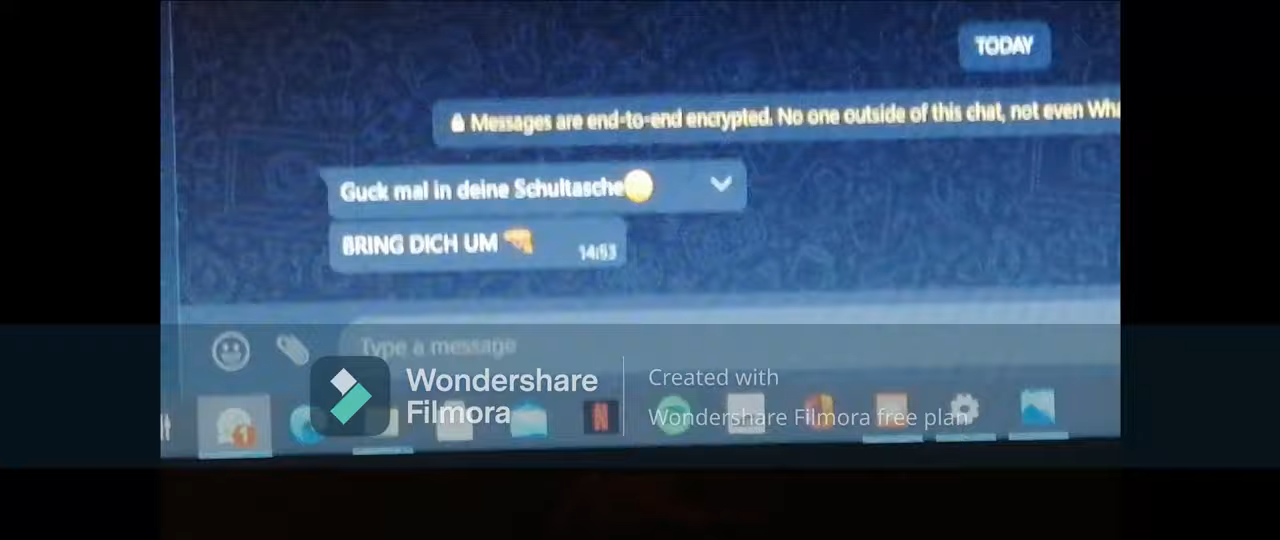 TODAY
Messages are end-to-end encrypted. No one outside of this chat, not even Wha
Guck mal in deine Schultasche
BRING DICH UM
14:53
Type a message
Wondershare
Filmora
Created with
Wondershare Filmora free plan